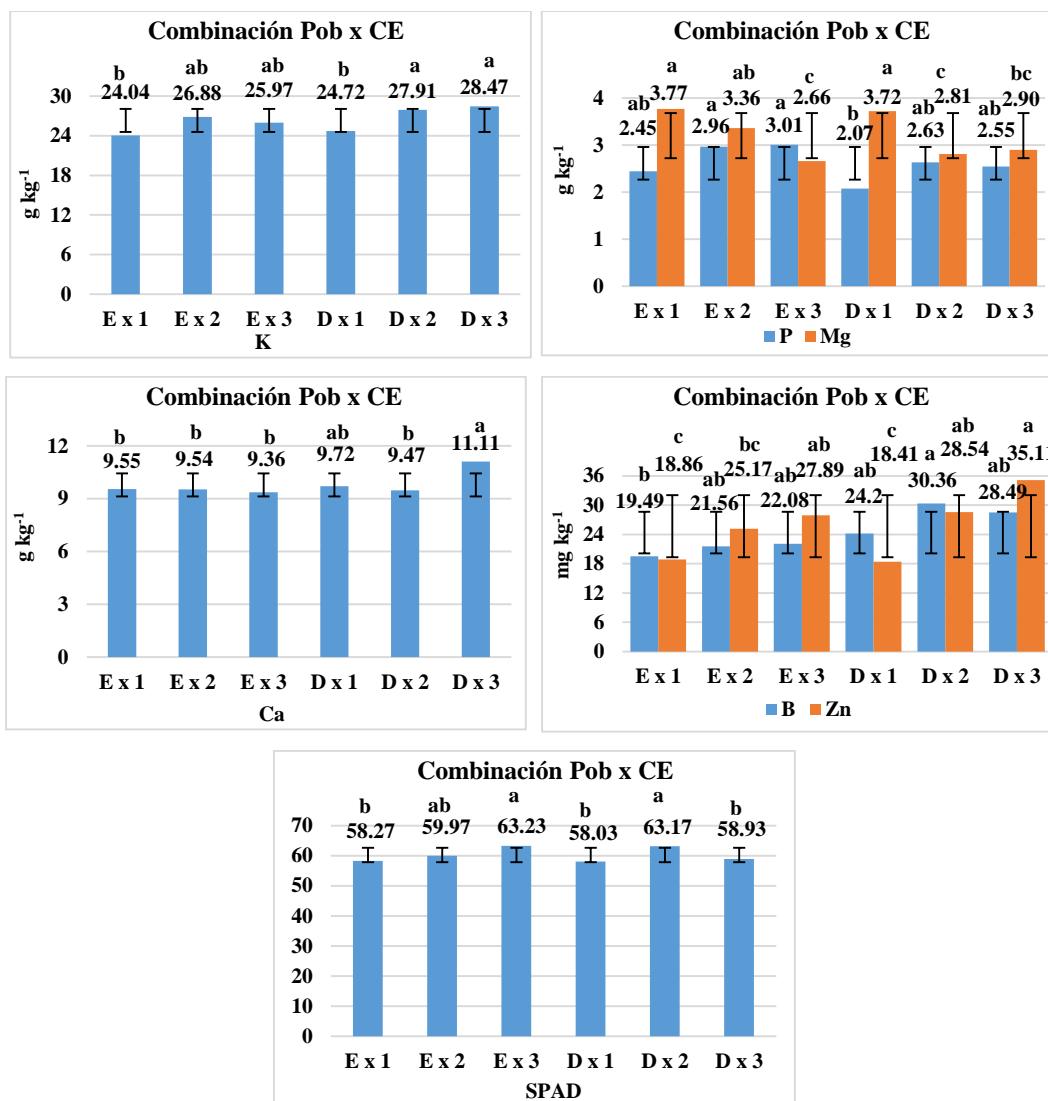 Combinación Pob x CE
b ab ab b a a
24.04 26.88 25.97 24.72 27.91 28.47
30
24
18
12
6
0
g kg-1
E x 1 E x 2 E x 3 D x 1 D x 2 D x 3
K
Combinación Pob x CE
ab a a ab a c b a ab c ab bc
2.45 3.77 2.96 3.36 3.01 2.66 2.07 3.72 2.63 2.81 2.55 2.90
4
3
2
1
0
g kg-1
E x 1 E x 2 E x 3 D x 1 D x 2 D x 3
P Mg
Combinación Pob x CE
b b b ab b a
9.55 9.54 9.36 9.72 9.47 11.11
12
9
6
3
0
g kg-1
E x 1 E x 2 E x 3 D x 1 D x 2 D x 3
Ca
Combinación Pob x CE
b c ab bc ab ab ab c a ab ab a
19.49 18.86 21.56 25.17 22.08 27.89 24.2 18.41 30.36 28.54 28.49 35.11
36
30
24
18
12
6
0
mg kg-1
E x 1 E x 2 E x 3 D x 1 D x 2 D x 3
B Zn
Combinación Pob x CE
b ab a b a b
58.27 59.97 63.23 58.03 63.17 58.93
70
60
50
40
30
20
10
0
E x 1 E x 2 E x 3 D x 1 D x 2 D x 3
SPAD